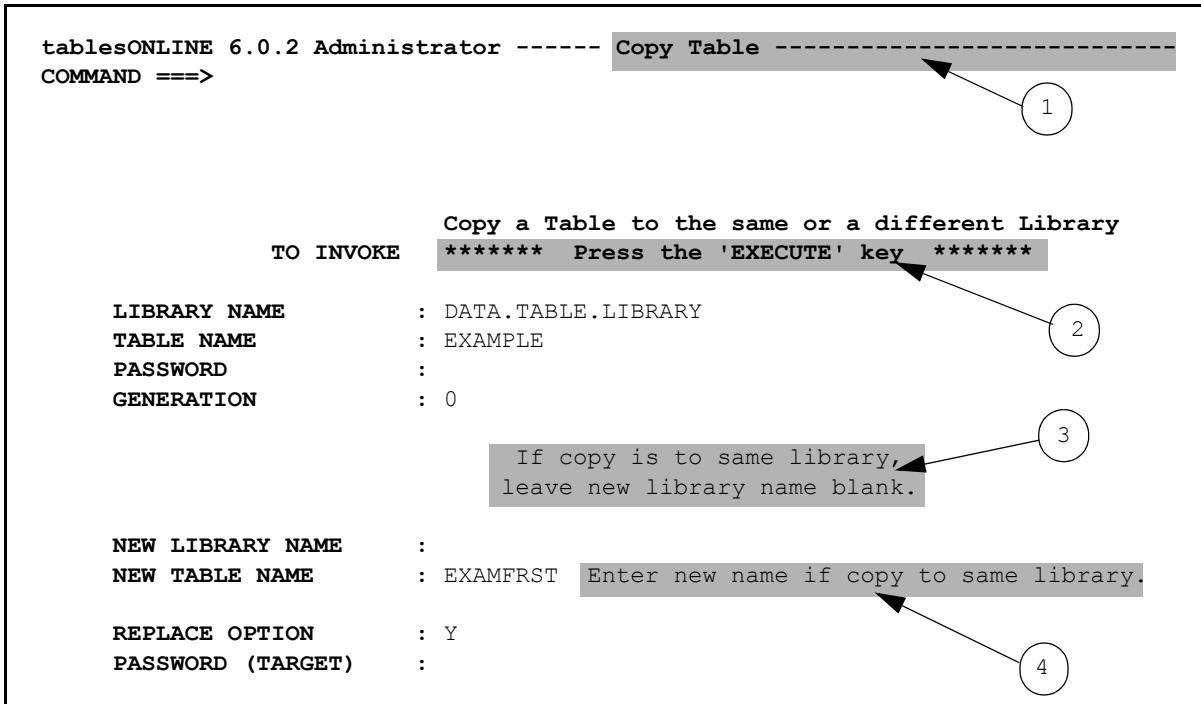 tablesONLINE 6.0.2 Administrator ------ Copy Table ----------------------------
COMMAND ===>
1
Copy a Table to the same or a different Library
TO INVOKE ******* Press the 'EXECUTE' key *******
LIBRARY NAME : DATA.TABLE.LIBRARY
2
TABLE NAME : EXAMPLE
PASSWORD :
GENERATION : 0
3
If copy is to same library,
leave new library name blank.
NEW LIBRARY NAME :
NEW TABLE NAME : EXAMFRST Enter new name if copy to same library.
REPLACE OPTION : Y
PASSWORD (TARGET) :
4